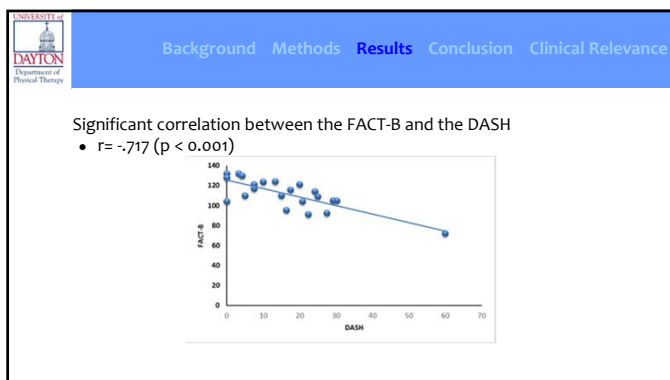 UNIVERSITY of
DAYTON
Department of
Physical Therapy
Background Methods Results Conclusion Clinical Relevance
Significant correlation between the FACT-B and the DASH
• r= -.717 (p < 0.001)
140
120
100
80
60
40
20
0
FACT-B
0 10 20 30 40 50 60 70
DASH